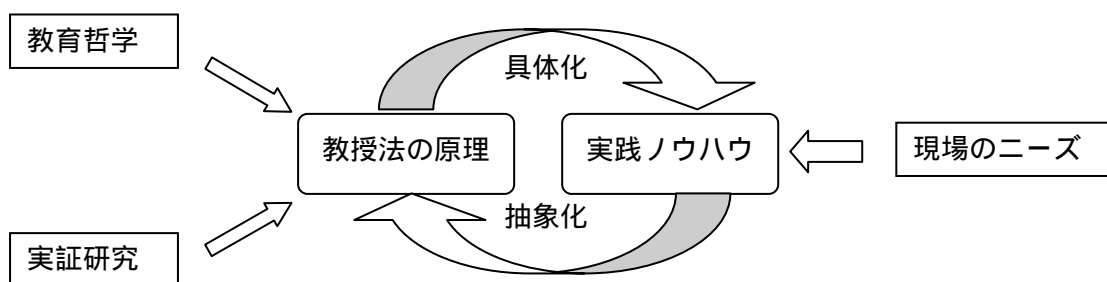 教育哲学
具体化
教授法の原理
実践ノウハウ
現場のニーズ
抽象化
実証研究